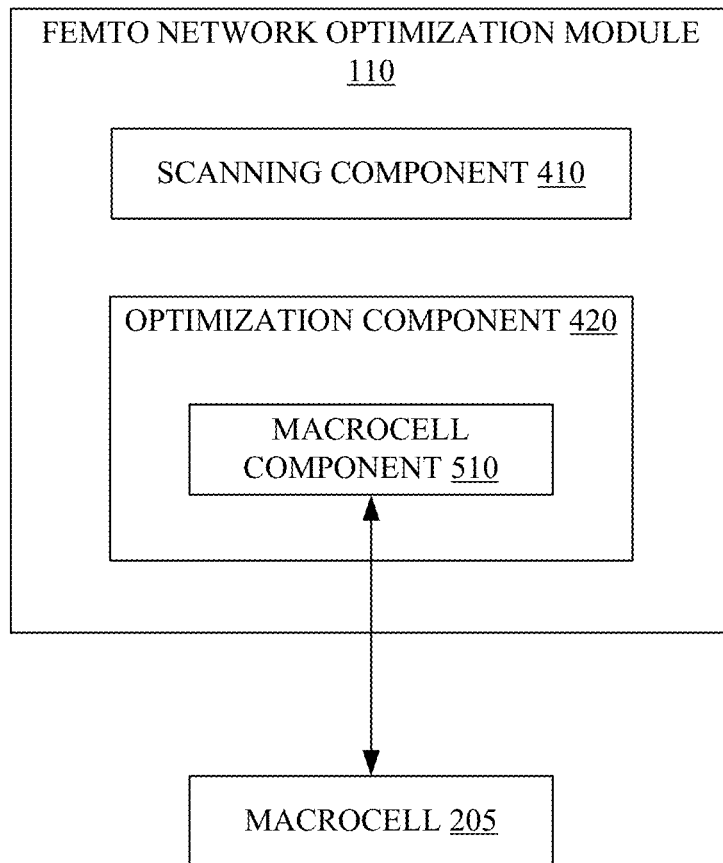 FEMTO NETWORK OPTIMIZATION MODULE
110
SCANNING COMPONENT 410
OPTIMIZATION COMPONENT 420
MACROCELL
COMPONENT 510
MACROCELL 205